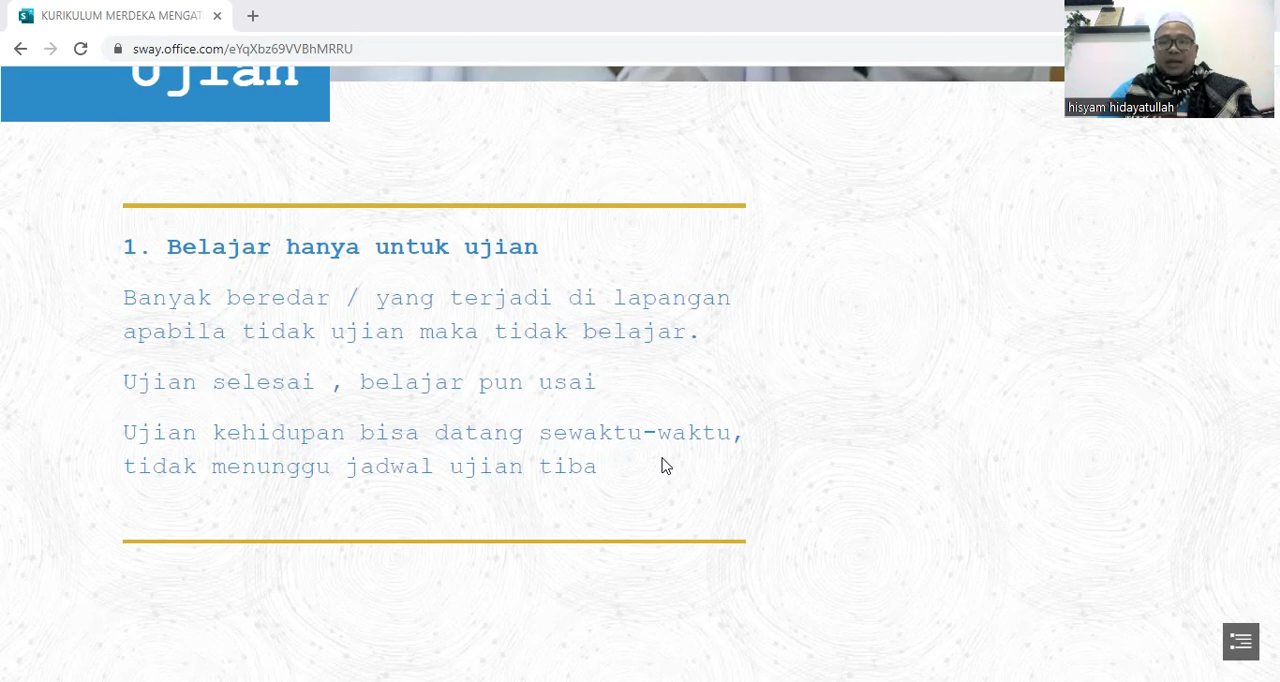 KURIKULUM MERDEKA MENGAT
sway.office.com/eYqXbz69VVBhMRRU
hisyam hidayatullah
Ujian
1. Belajar hanya untuk ujian
Banyak beredar / yang terjadi di lapangan
apabila tidak ujian maka tidak belajar.
Ujian selesai , belajar pun usai
Ujian kehidupan bisa datang sewaktu-waktu,
tidak menunggu jadwal ujian tiba